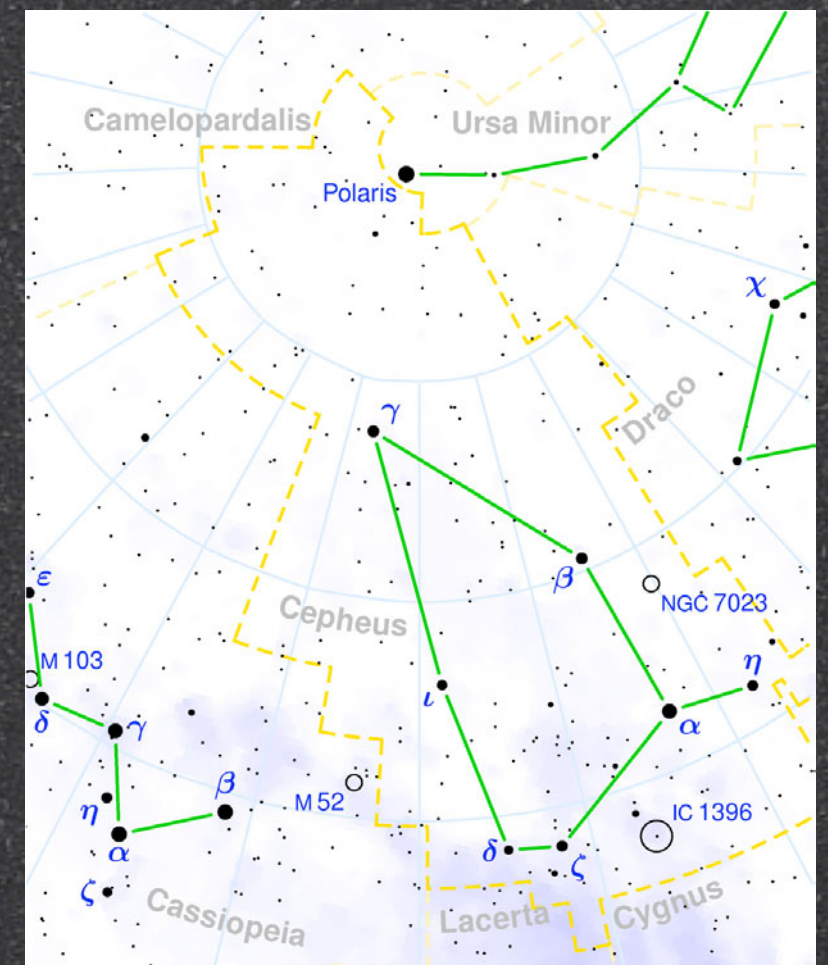 Camelopardalis
Ursa Minor
Polaris
χ
Draco
γ
ε
β
NGC 7023
Cepheus
M 103
η
δ
ι
γ
α
β
M 52
η
IC 1396
α
δ
ζ
ζ
Cassiopeia
Lacerta
Cygnus